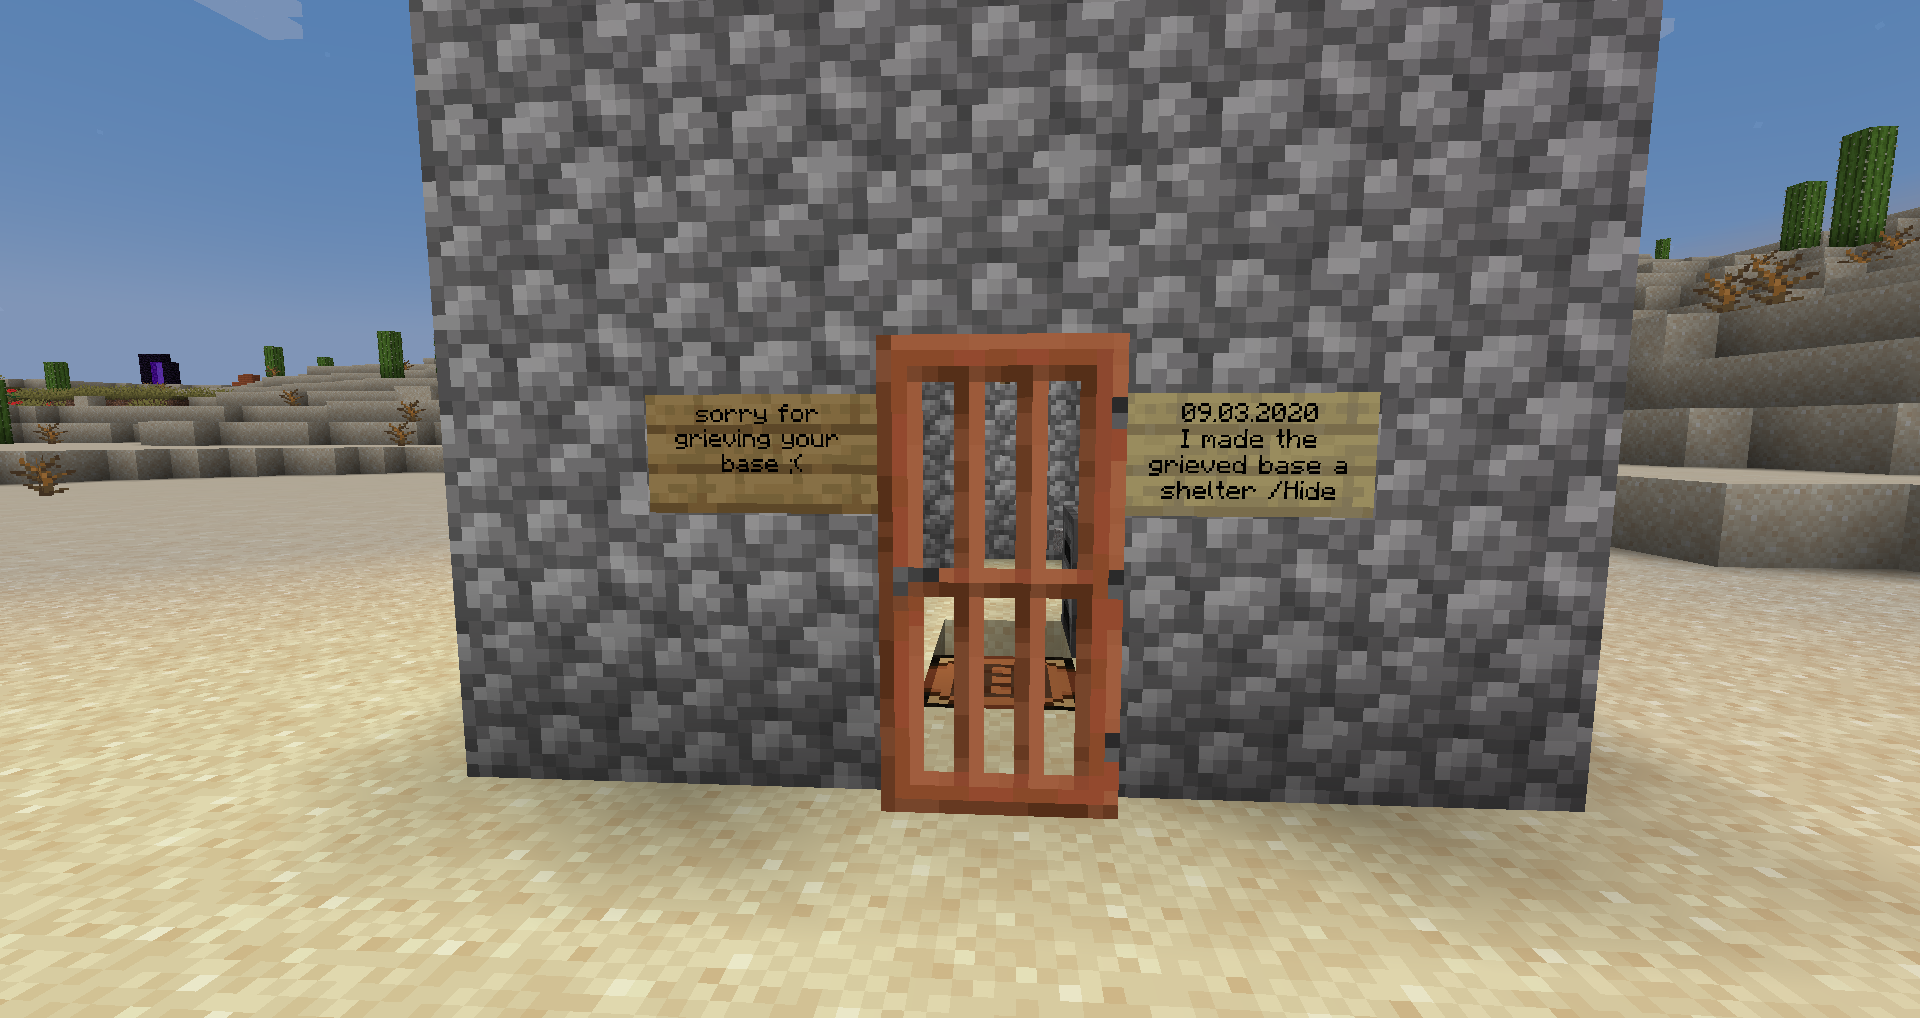 sorry for
grieving your
base :(
09.03.2020
I made the
grieved base a
shelter /Hide